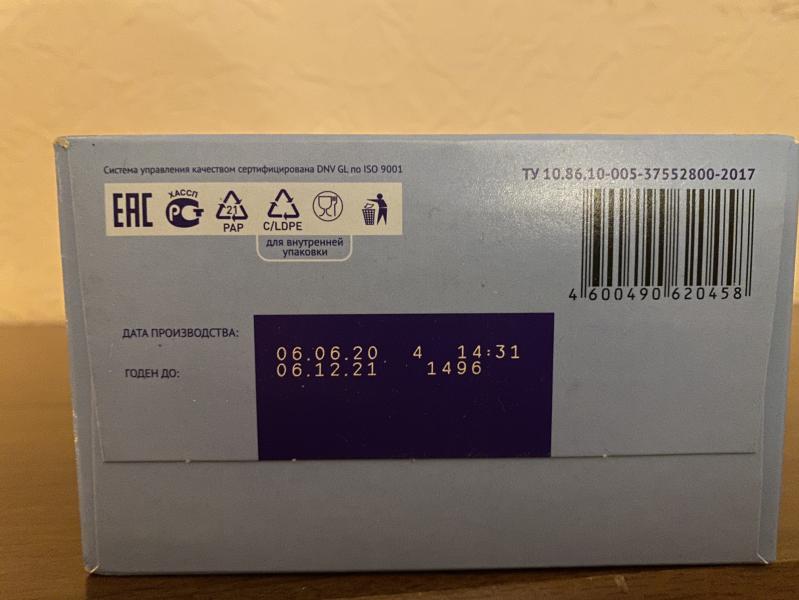 Система управления качеством сертифицирована DNV GL по ISO 9001
ТУ 10.86.10-005-37552800-2017
ЕАС
ХАССП
РСТ
21
PAP
C/LDPE
для внутренней
упаковки
4 600490 620458
ДАТА ПРОИЗВОДСТВА:
06.06.20 4 14:31
ГОДЕН ДО:
06.12.21 1496